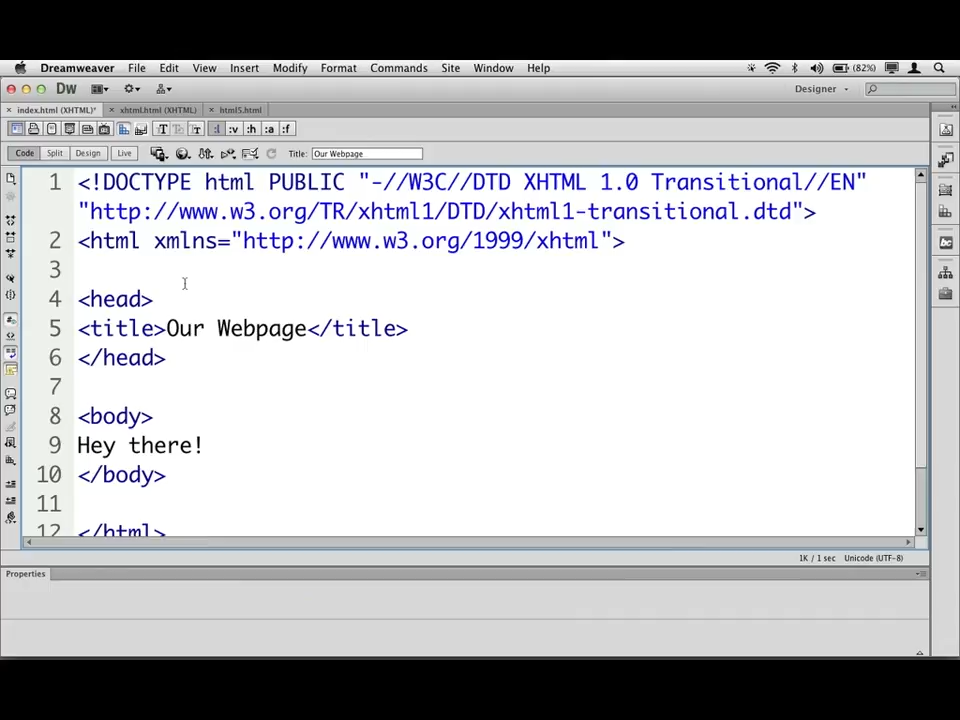 Dreamweaver File Edit View Insert Modify Format Commands Site Window Help (82%)
Dw Designer
index.html (XHTML)* xhtml.html (XHTML) html5.html
:l :v :h :a :f
Code Split Design Live Title: Our Webpage
1 <!DOCTYPE html PUBLIC "-//W3C//DTD XHTML 1.0 Transitional//EN"
"http://www.w3.org/TR/xhtml1/DTD/xhtml1-transitional.dtd">
2 <html xmlns="http://www.w3.org/1999/xhtml">
3
4 <head>
5 <title>Our Webpage</title>
6 </head>
7
8 <body>
9 Hey there!
10 </body>
11
12 </html>
1K / 1 sec Unicode (UTF-8)
Properties